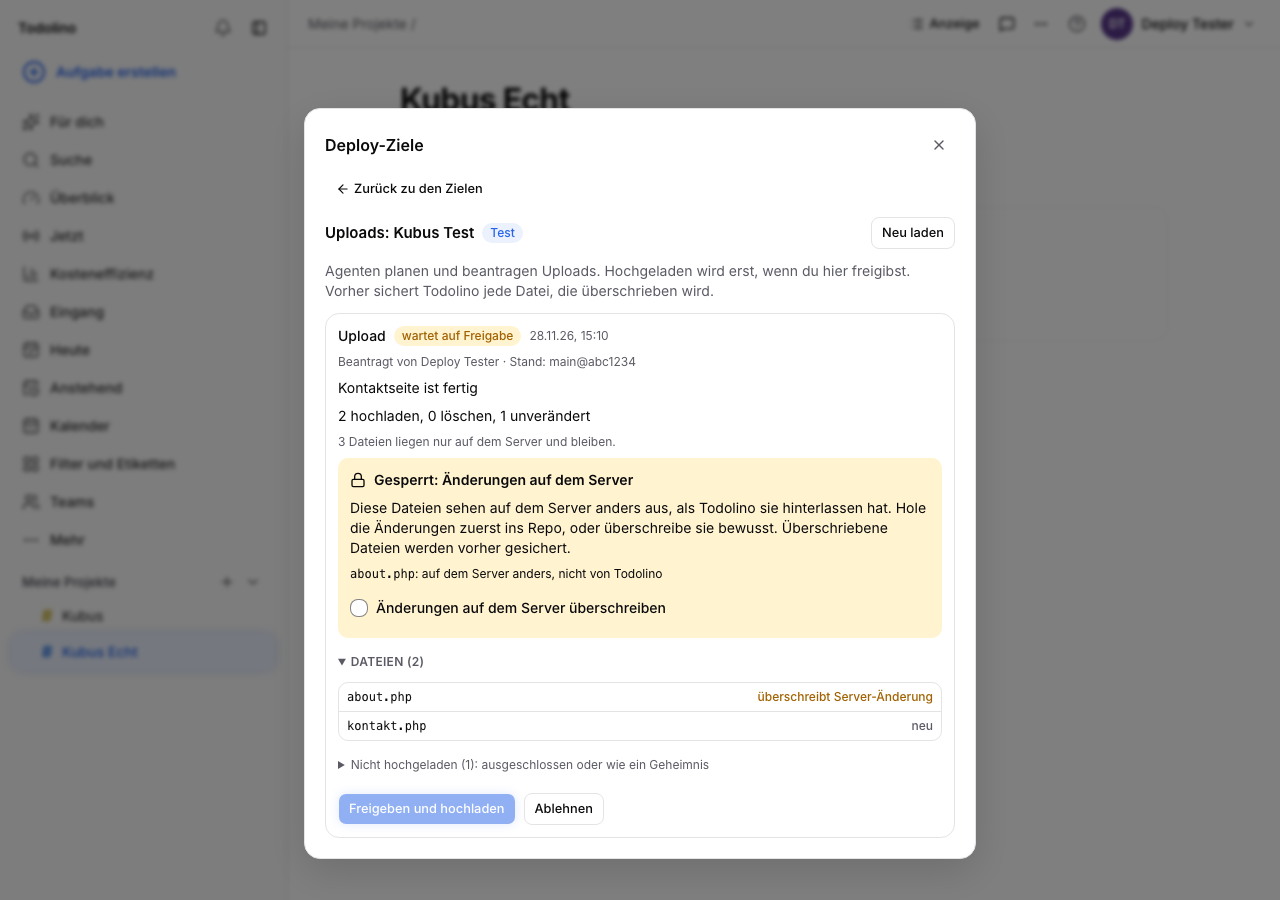 Todolino
Meine Projekte /
Anzeige
DT
Deploy Tester
Aufgabe erstellen
Für dich
Suche
Überblick
Jetzt
Kosteneffizienz
Eingang
Heute
Anstehend
Kalender
Filter und Etiketten
Teams
Mehr
Meine Projekte
# Kubus
# Kubus Echt
Kubus Echt
Deploy-Ziele
← Zurück zu den Zielen
Uploads: Kubus Test Test
Neu laden
Agenten planen und beantragen Uploads. Hochgeladen wird erst, wenn du hier freigibst.
Vorher sichert Todolino jede Datei, die überschrieben wird.
Upload wartet auf Freigabe 28.11.26, 15:10
Beantragt von Deploy Tester · Stand: main@abc1234
Kontaktseite ist fertig
2 hochladen, 0 löschen, 1 unverändert
3 Dateien liegen nur auf dem Server und bleiben.
Gesperrt: Änderungen auf dem Server
Diese Dateien sehen auf dem Server anders aus, als Todolino sie hinterlassen hat. Hole
die Änderungen zuerst ins Repo, oder überschreibe sie bewusst. Überschriebene
Dateien werden vorher gesichert.
about.php: auf dem Server anders, nicht von Todolino
Änderungen auf dem Server überschreiben
▼ DATEIEN (2)
about.php überschreibt Server-Änderung
kontakt.php neu
▶ Nicht hochgeladen (1): ausgeschlossen oder wie ein Geheimnis
Freigeben und hochladen
Ablehnen